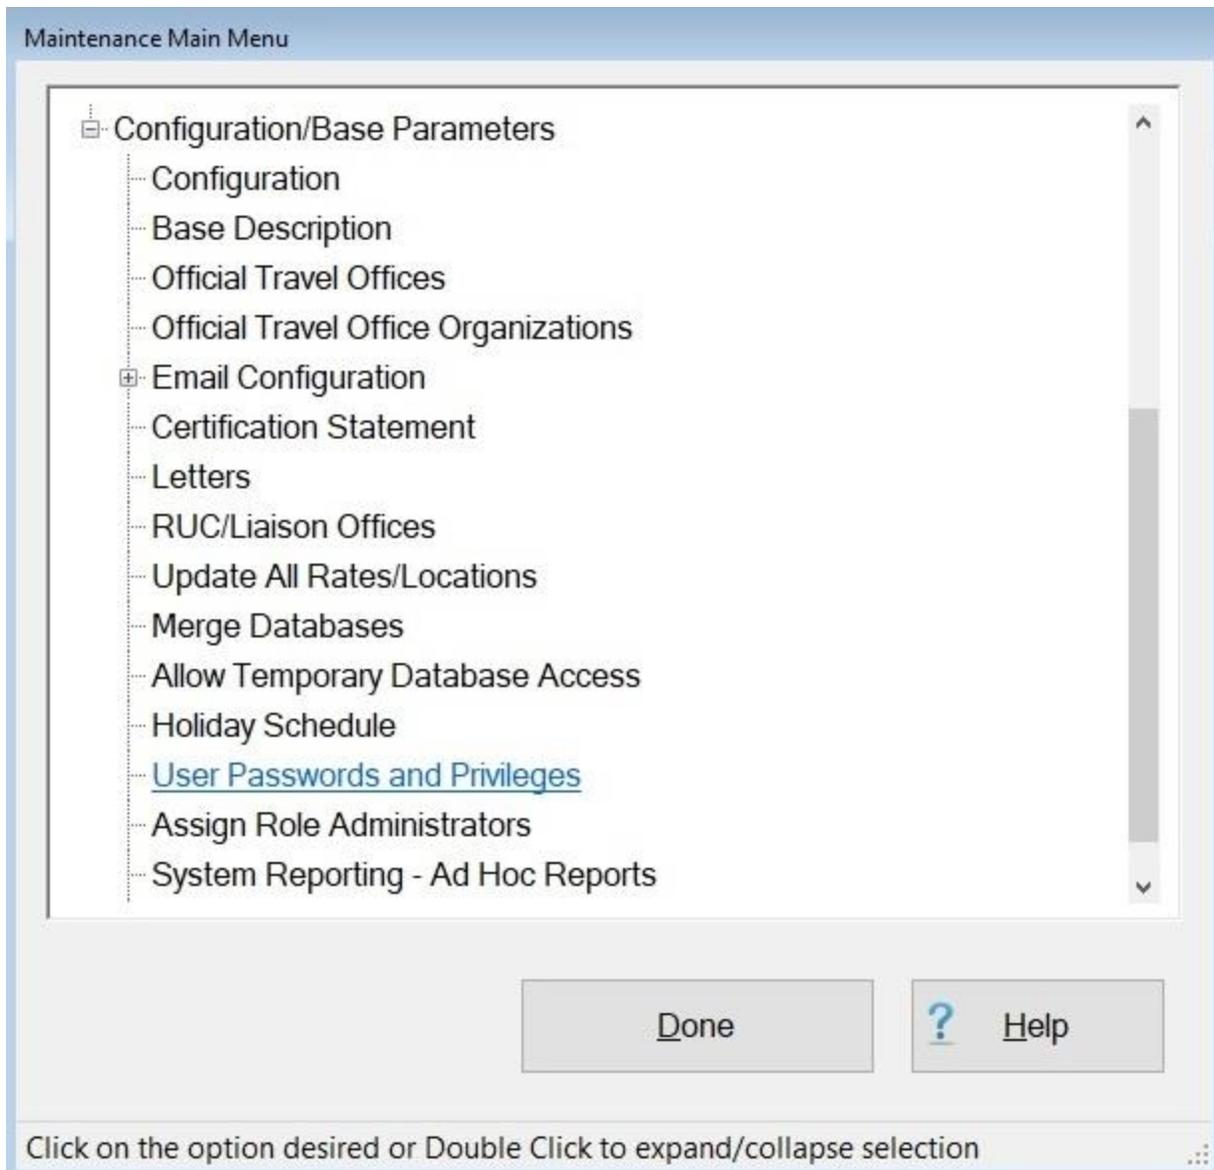 Maintenance Main Menu
Configuration/Base Parameters
Configuration
Base Description
Official Travel Offices
Official Travel Office Organizations
Email Configuration
Certification Statement
Letters
RUC/Liaison Offices
Update All Rates/Locations
Merge Databases
Allow Temporary Database Access
Holiday Schedule
User Passwords and Privileges
Assign Role Administrators
System Reporting - Ad Hoc Reports
Done
? Help
Click on the option desired or Double Click to expand/collapse selection